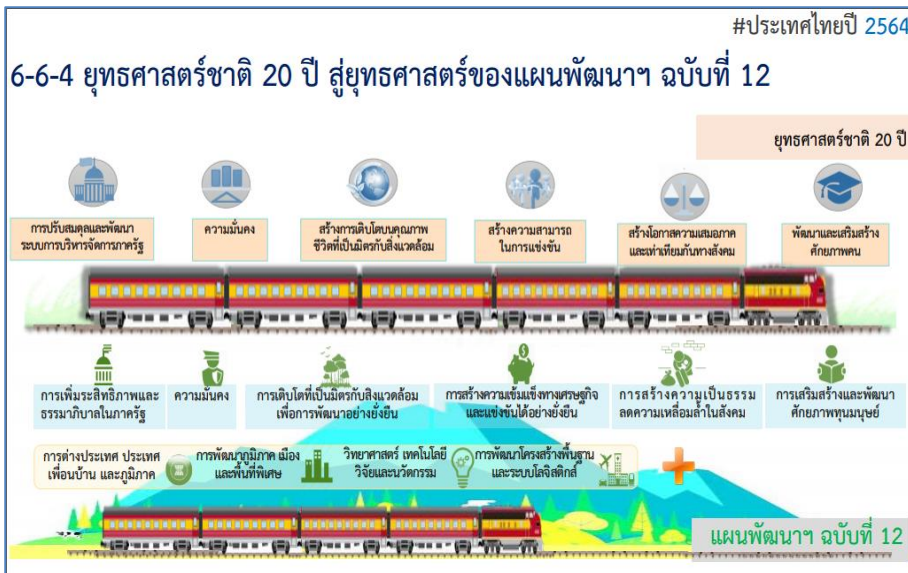 #ประเทศไทยปี 2564
6-6-4 ยุทธศาสตร์ชาติ 20 ปี สู่ยุทธศาสตร์ของแผนพัฒนาฯ ฉบับที่ 12
ยุทธศาสตร์ชาติ 20 ปี
การปรับสมดุลและพัฒนา
ระบบการบริหารจัดการภาครัฐ
ความมั่นคง
สร้างการเติบโตบนคุณภาพ
ชีวิตที่เป็นมิตรกับสิ่งแวดล้อม
สร้างความสามารถ
ในการแข่งขัน
สร้างโอกาสความเสมอภาค
และเท่าเทียมกันทางสังคม
พัฒนาและเสริมสร้าง
ศักยภาพคน
การเพิ่มประสิทธิภาพและ
ธรรมาภิบาลในภาครัฐ
ความมั่นคง
การเติบโตที่เป็นมิตรกับสิ่งแวดล้อม
เพื่อการพัฒนาอย่างยั่งยืน
การสร้างความเข้มแข็งทางเศรษฐกิจ
และแข่งขันได้อย่างยั่งยืน
การสร้างความเป็นธรรม
ลดความเหลื่อมล้ำในสังคม
การเสริมสร้างและพัฒนา
ศักยภาพทุนมนุษย์
การต่างประเทศ ประเทศ
เพื่อนบ้าน และภูมิภาค
การพัฒนาภูมิภาค เมือง
และพื้นที่พิเศษ
วิทยาศาสตร์ เทคโนโลยี
วิจัยและนวัตกรรม
การพัฒนาโครงสร้างพื้นฐาน
และระบบโลจิสติกส์
แผนพัฒนาฯ ฉบับที่ 12